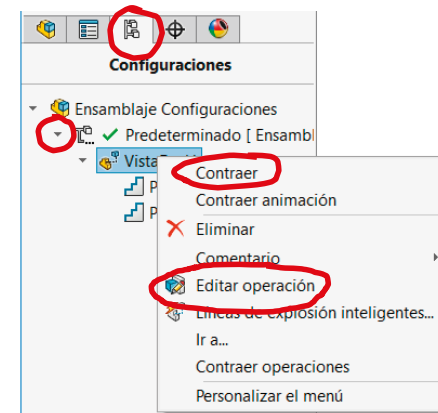 Configuraciones
Ensamblaje Configuraciones
Predeterminado [ Ensambl
Vista
P
P
Contraer
Contraer animación
Eliminar
Comentario
Editar operación
Líneas de explosión inteligentes...
Ir a...
Contraer operaciones
Personalizar el menú